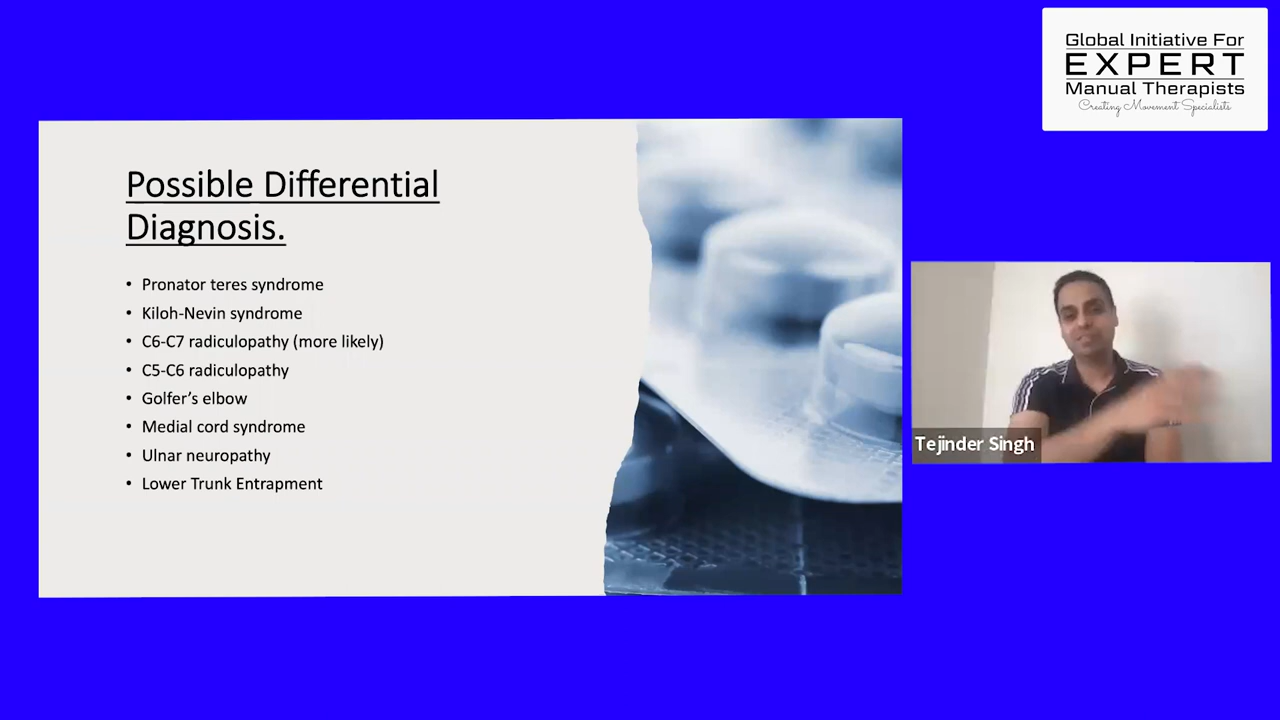 Global Initiative For
EXPERT
Manual Therapists
Creating Movement Specialists
Possible Differential
Diagnosis.
• Pronator teres syndrome
• Kiloh-Nevin syndrome
• C6-C7 radiculopathy (more likely)
• C5-C6 radiculopathy
• Golfer’s elbow
• Medial cord syndrome
• Ulnar neuropathy
• Lower Trunk Entrapment
Tejinder Singh